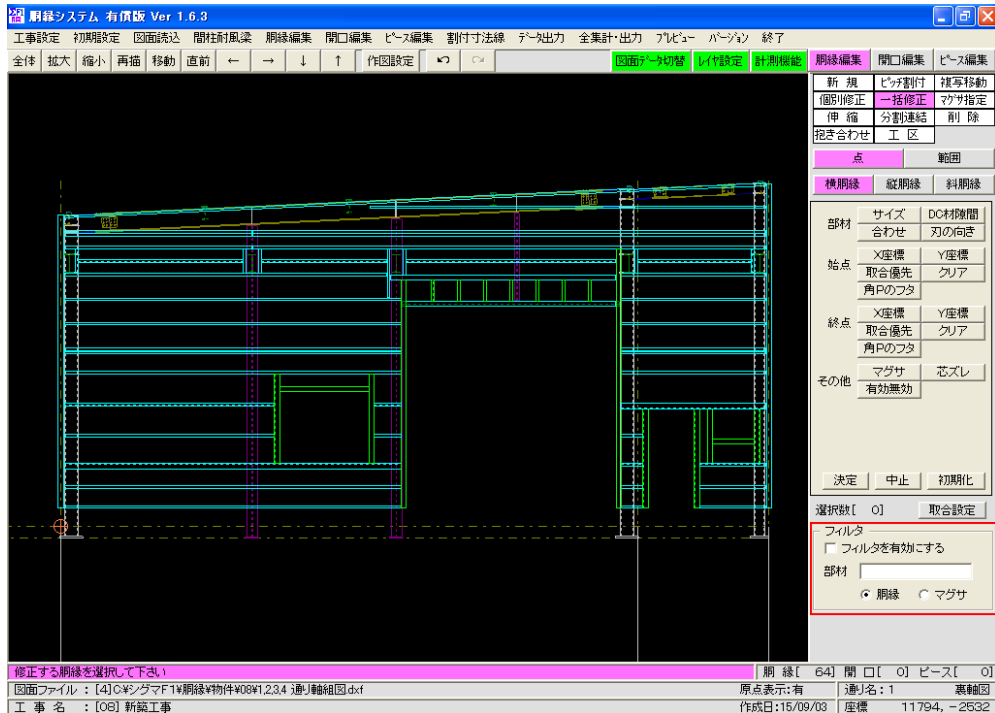 胴縁システム 有償版 Ver 1.6.3
工事設定 初期設定 図面読込 間柱耐風梁 胴縁編集 開口編集 ﾋﾟｰｽ編集 割付寸法線 ﾃﾞｰﾀ出力 全集計・出力 ﾌﾟﾚﾋﾞｭｰ ﾊﾞｰｼﾞｮﾝ 終了
全体 拡大 縮小 再描 移動 直前 ← → ↓ ↑ 作図設定 図面ﾃﾞｰﾀ切替 ﾚｲﾔ設定 計測機能 胴縁編集 開口編集 ﾋﾟｰｽ編集
新 規 ﾋﾟｯﾁ割付 複写移動
個別修正 一括修正 ﾏｸﾞｻ指定
伸 縮 分割連結 削 除
抱き合わせ 工 区
点 範囲
横胴縁 縦胴縁 斜胴縁
部材 サイズ DC材隙間
合わせ 刃の向き
始点 X座標 Y座標
取合優先 クリア
角Pのフタ
終点 X座標 Y座標
取合優先 クリア
角Pのフタ
その他 マグサ 芯ズレ
有効無効
決定 中止 初期化
選択数[ 0] 取合設定
フィルタ
フィルタを有効にする
部材
胴縁 マグサ
修正する胴縁を選択して下さい 胴 縁[ 64] 開 口[ 0] ピース[ 0]
図面ファイル : [4]C:¥シグマF1¥胴縁¥物件¥08¥1,2,3,4 通り軸組図.dxf 原点表示:有 通り名:1 裏軸図
工 事 名 : [08] 新築工事 作成日:15/09/03 座標 11794, -2532